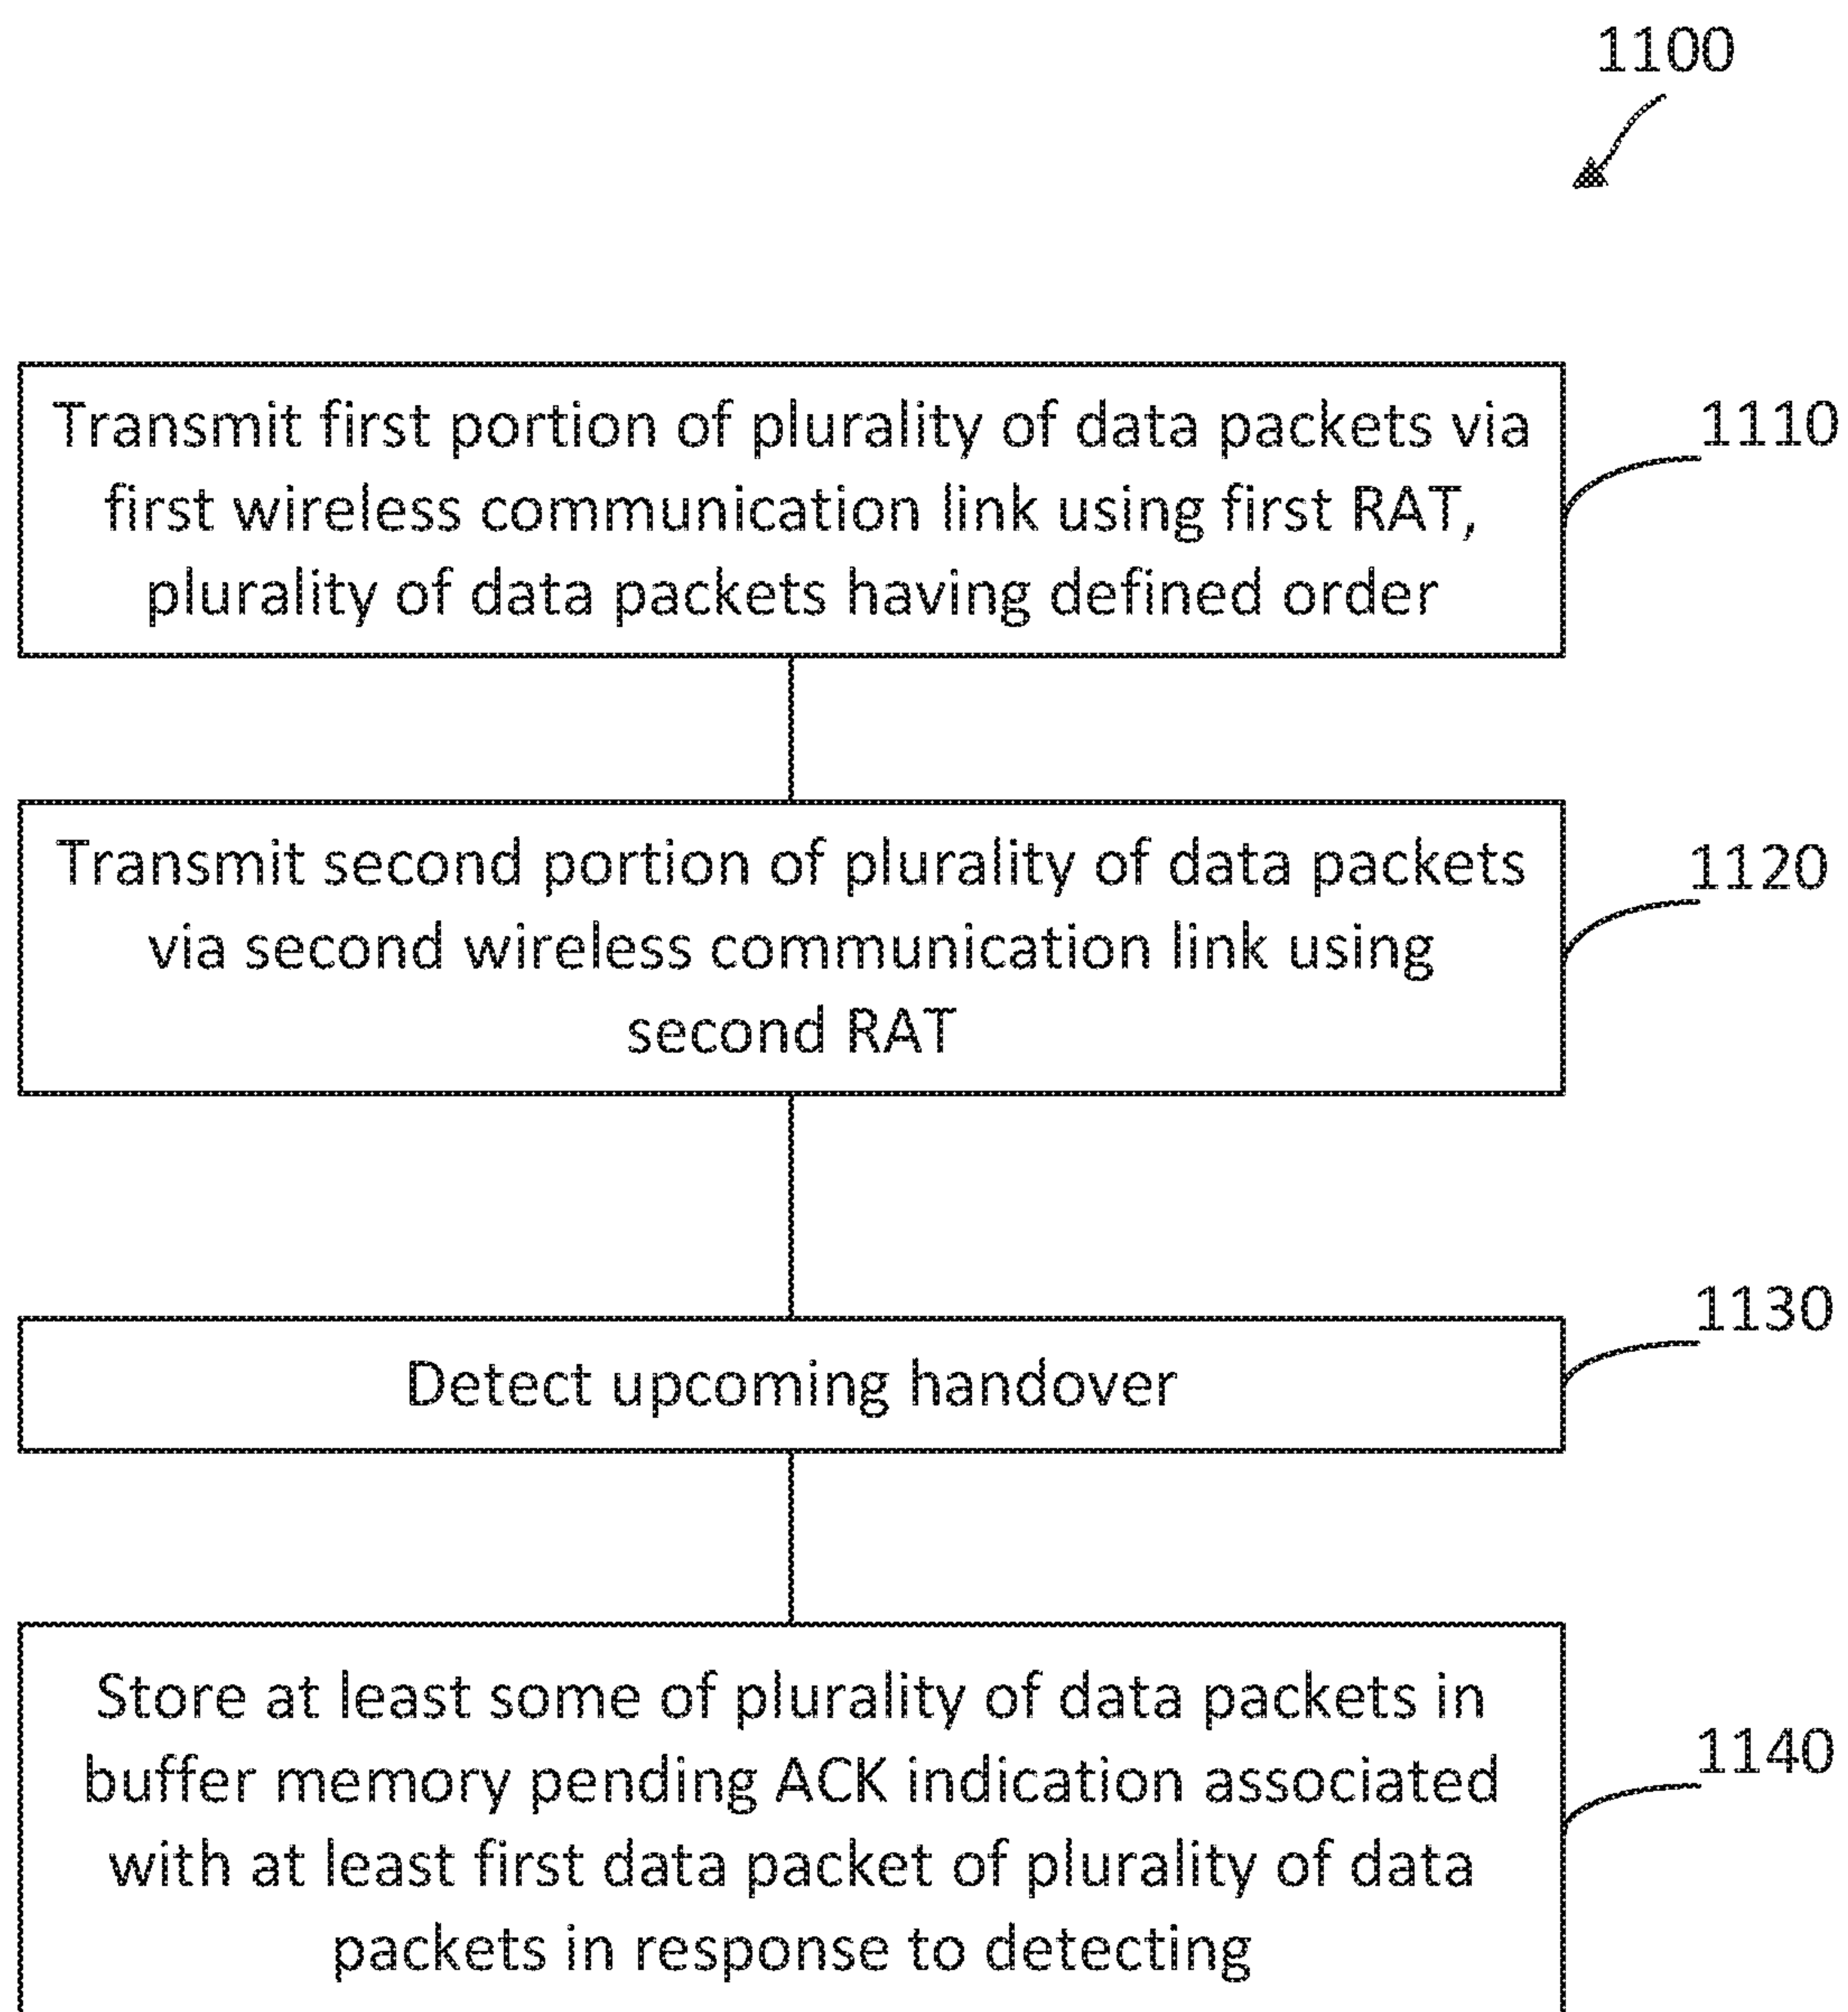 1100
Transmit first portion of plurality of data packets via
first wireless communication link using first RAT,
plurality of data packets having defined order
1110
Transmit second portion of plurality of data packets
via second wireless communication link using
second RAT
1120
Detect upcoming handover
1130
Store at least some of plurality of data packets in
buffer memory pending ACK indication associated
with at least first data packet of plurality of data
packets in response to detecting
1140